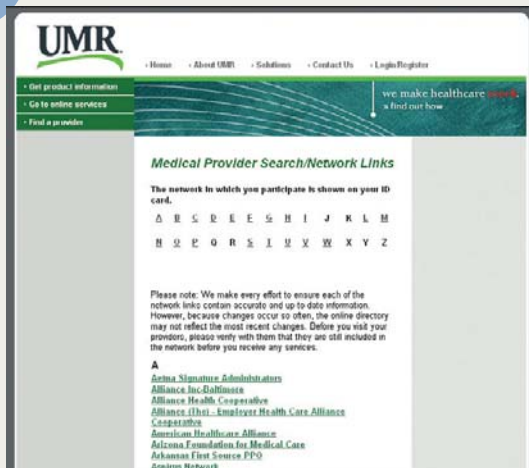 UMR
Home
About UMR
Solutions
Contact Us
Login/Register
Get product information
Go to online services
Find a provider
we make healthcare
find out how
Medical Provider Search/Network Links
The network in which you participate is shown on your ID
card.
A B C D E F G H I J K L M
N O P Q R S T U V W X Y Z
Please note: We make every effort to ensure each of the
network links contain accurate and up to date information.
However, because changes occur so often, the online directory
may not reflect the most recent changes. Before you visit your
providers, please verify with them that they are still included in
the network before you receive any services.
A
Aetna Signature Administrators
Alliance Inc-Baltimore
Alliance Health Cooperative
Alliance (The) - Employer Health Care Alliance
Cooperative
American Healthcare Alliance
Arizona Foundation for Medical Care
Arkansas First Source PPO
Network